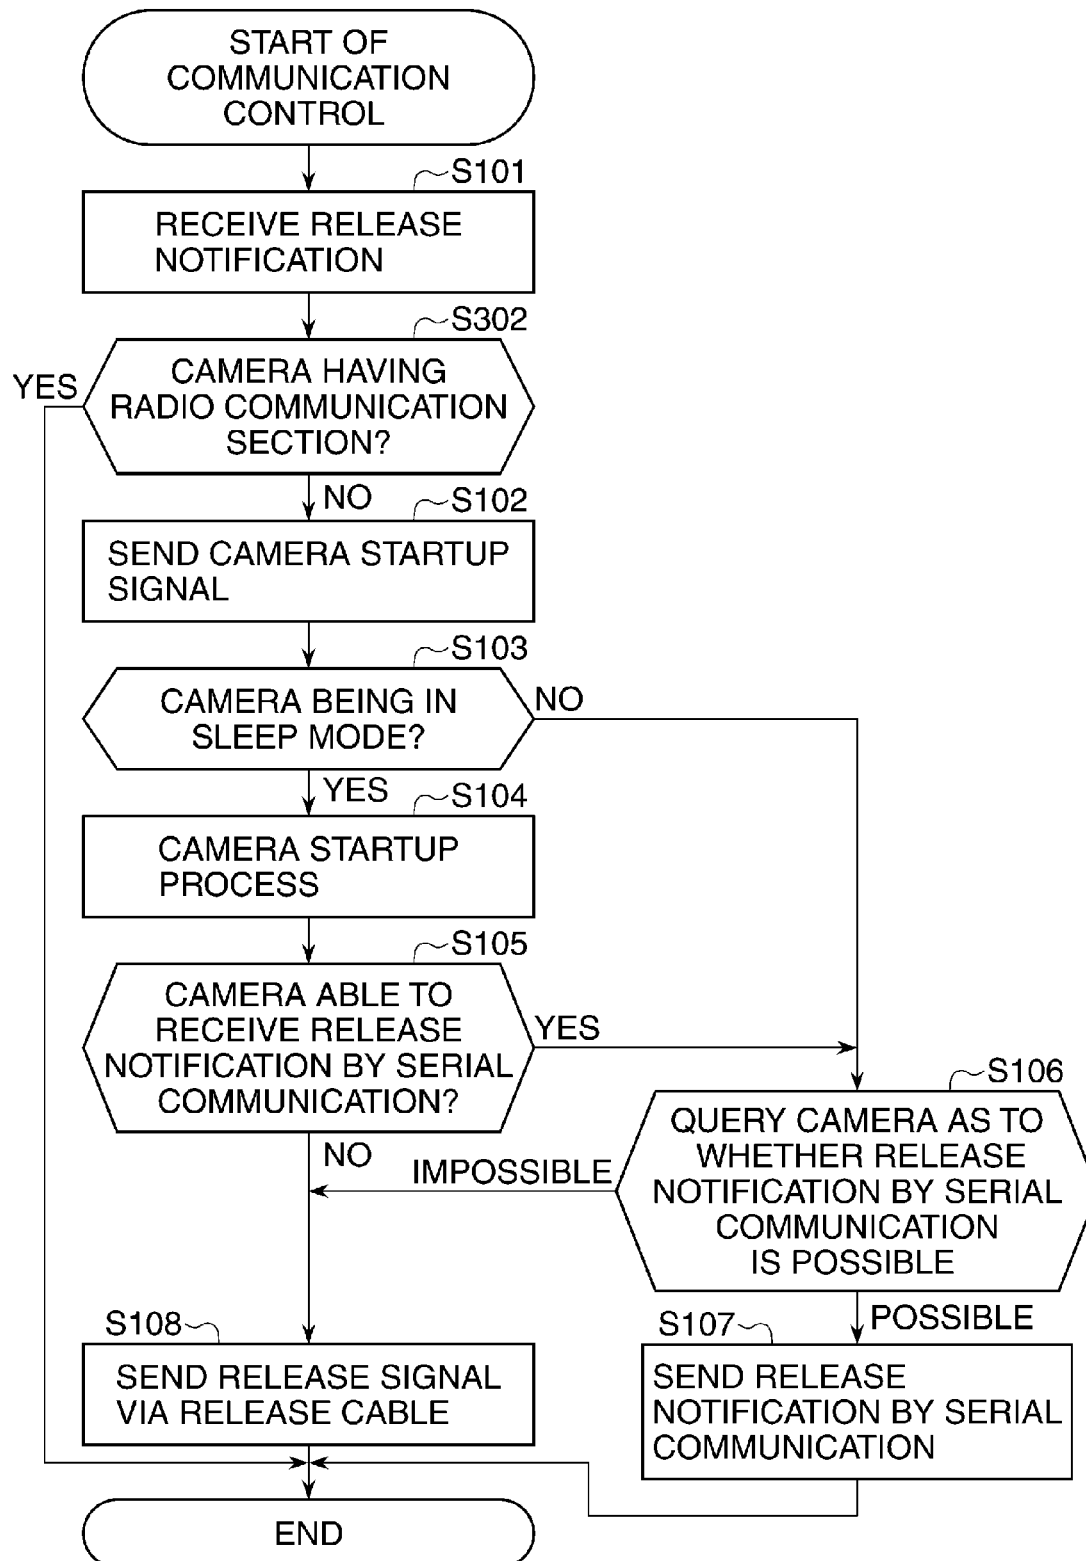 START OF
COMMUNICATION
CONTROL
S101
RECEIVE RELEASE
NOTIFICATION
S302
YES
CAMERA HAVING
RADIO COMMUNICATION
SECTION?
NO
S102
SEND CAMERA STARTUP
SIGNAL
S103
CAMERA BEING IN
SLEEP MODE?
NO
YES
S104
CAMERA STARTUP
PROCESS
S105
CAMERA ABLE TO
RECEIVE RELEASE
NOTIFICATION BY SERIAL
COMMUNICATION?
YES
NO
S106
QUERY CAMERA AS TO
WHETHER RELEASE
NOTIFICATION BY SERIAL
COMMUNICATION
IS POSSIBLE
IMPOSSIBLE
POSSIBLE
S107
SEND RELEASE
NOTIFICATION BY SERIAL
COMMUNICATION
S108
SEND RELEASE SIGNAL
VIA RELEASE CABLE
END